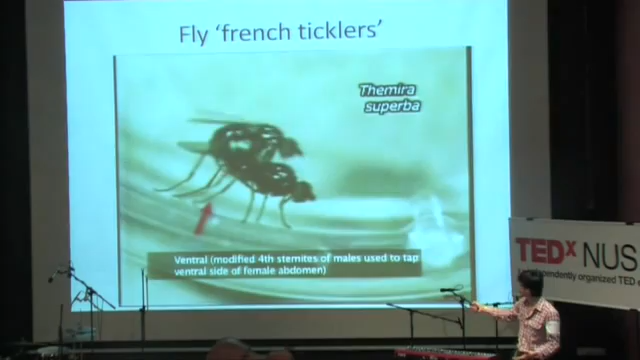 Fly 'french ticklers'
Themira
superba
Ventral (modified 4th sternites of males used to tap
ventral side of female abdomen)
TEDx NUS
independently organized TED